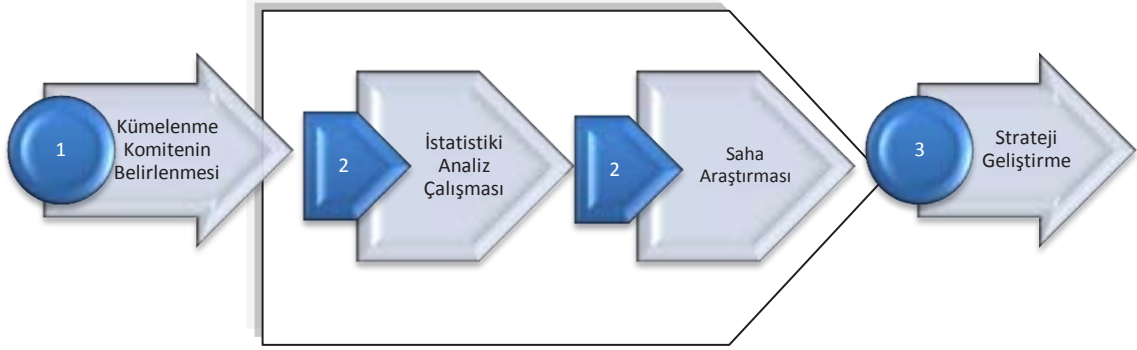 1
Kümelenme
Komitenin
Belirlenmesi
2
İstatistiki
Analiz
Çalışması
2
Saha
Araştırması
3
Strateji
Geliştirme